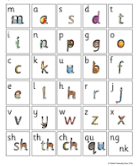 m a s d t
i n p g o
c k u b f
e l h r j
v y w z x
sh th ch qu ng
nk